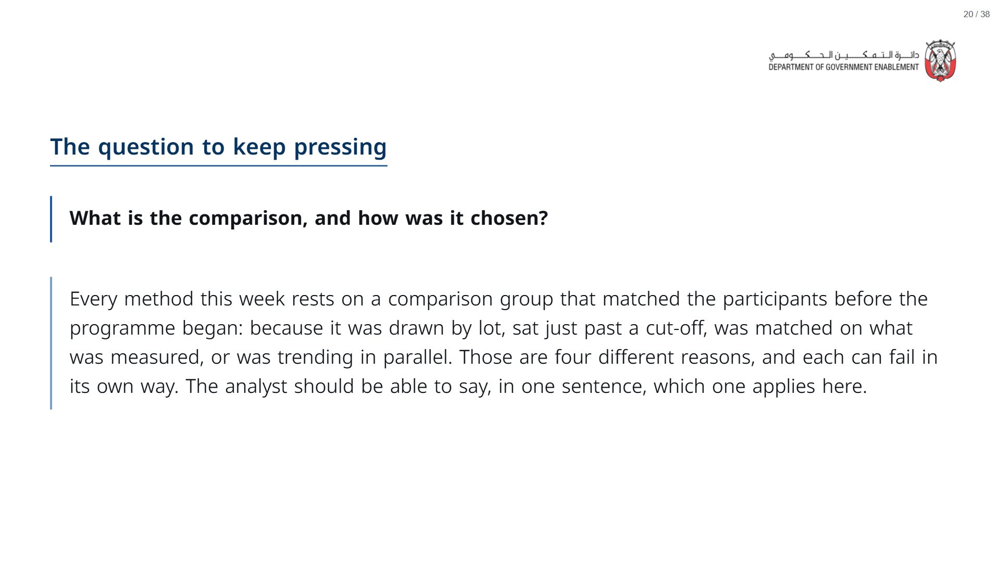 20 / 38
دائرة التمكين الحكومي
DEPARTMENT OF GOVERNMENT ENABLEMENT
The question to keep pressing
What is the comparison, and how was it chosen?
Every method this week rests on a comparison group that matched the participants before the
programme began: because it was drawn by lot, sat just past a cut-off, was matched on what
was measured, or was trending in parallel. Those are four different reasons, and each can fail in
its own way. The analyst should be able to say, in one sentence, which one applies here.